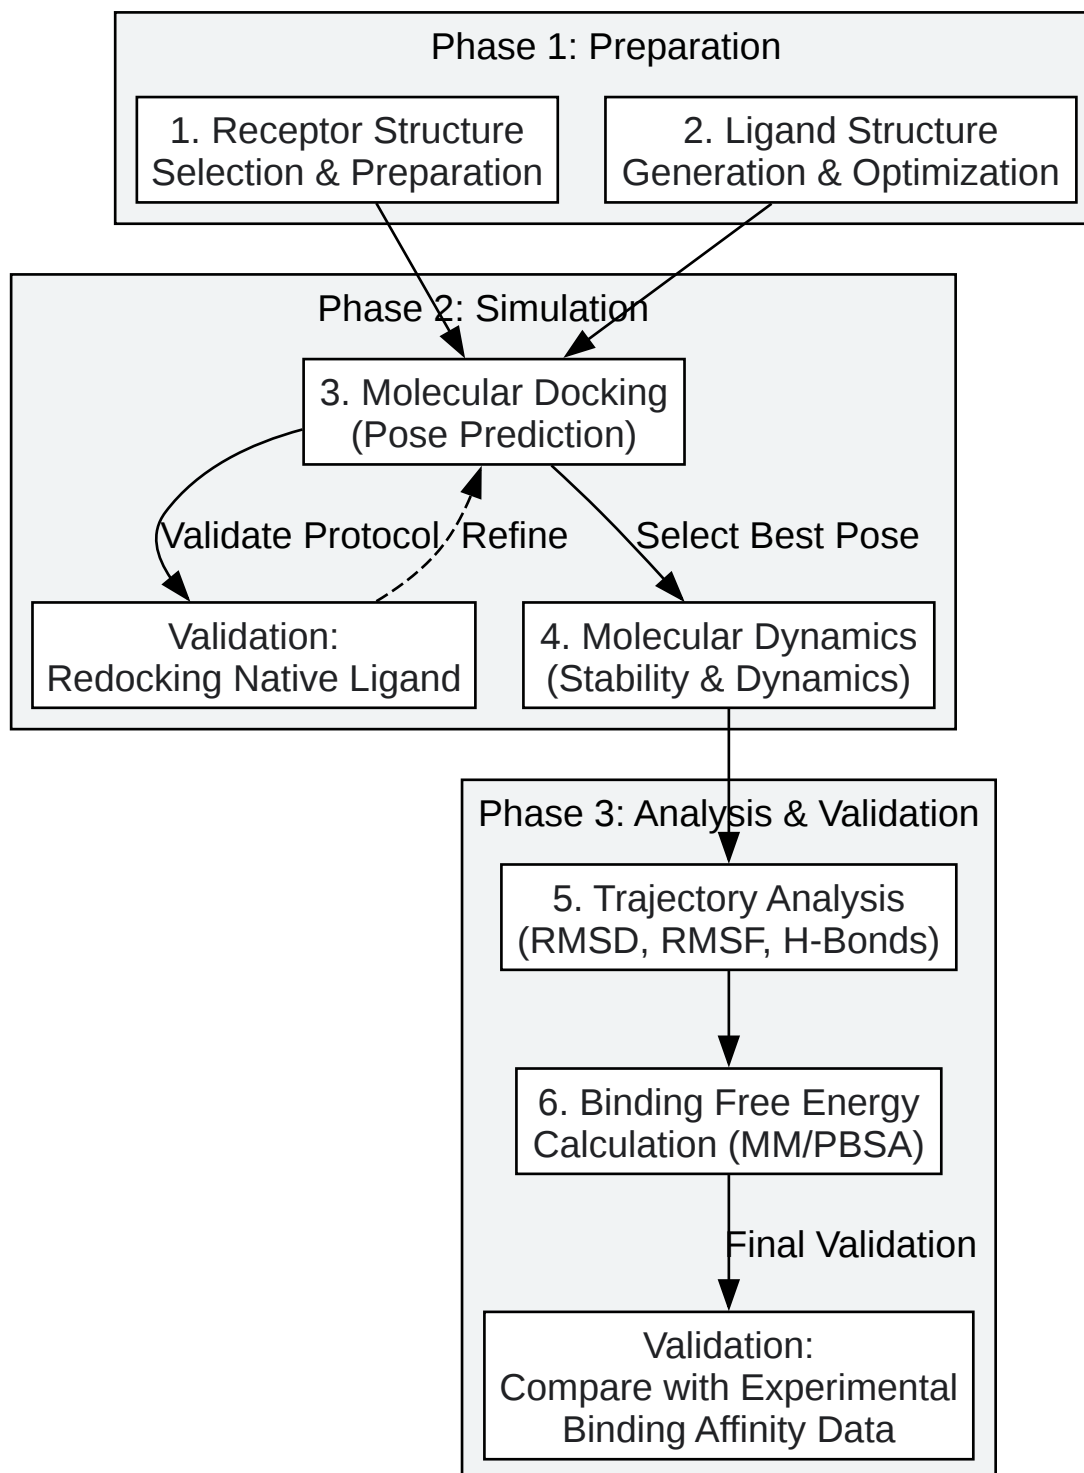 Phase 1: Preparation
1. Receptor Structure
Selection & Preparation
2. Ligand Structure
Generation & Optimization
Phase 2: Simulation
3. Molecular Docking
(Pose Prediction)
Validate Protocol
Refine
Select Best Pose
Validation:
Redocking Native Ligand
4. Molecular Dynamics
(Stability & Dynamics)
Phase 3: Analysis & Validation
5. Trajectory Analysis
(RMSD, RMSF, H-Bonds)
6. Binding Free Energy
Calculation (MM/PBSA)
Final Validation
Validation:
Compare with Experimental
Binding Affinity Data